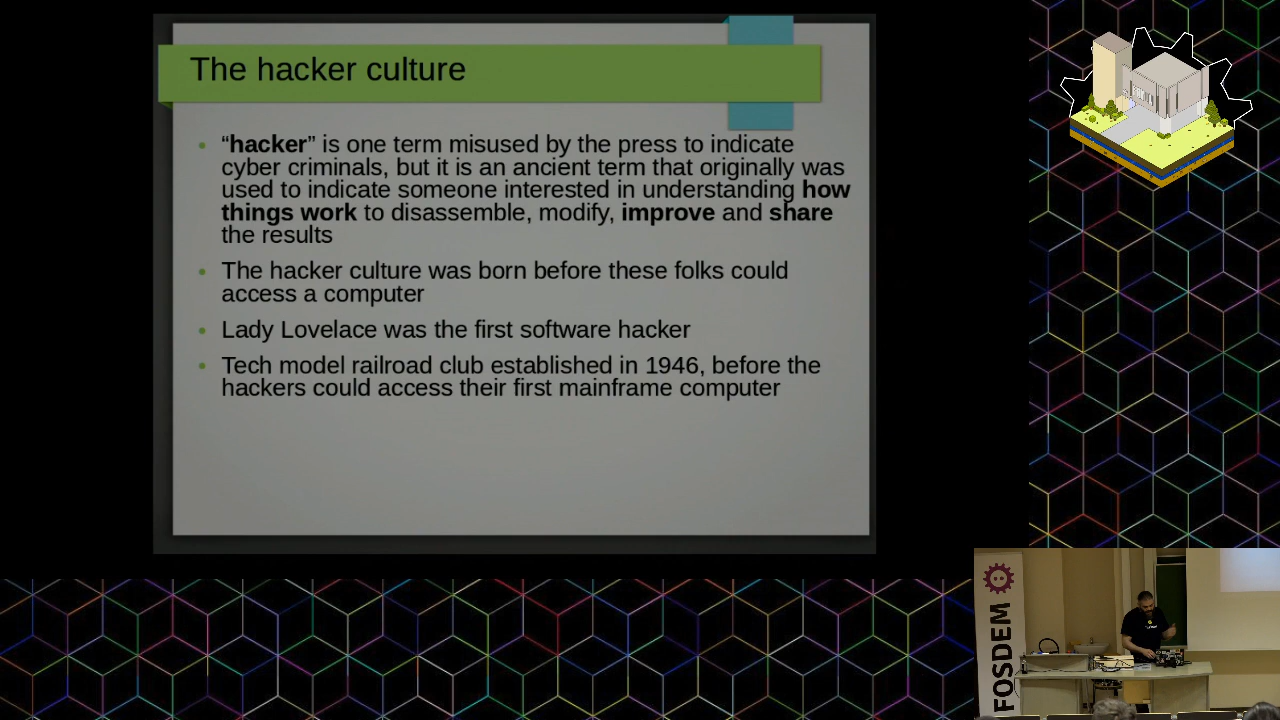 The hacker culture
“hacker” is one term misused by the press to indicate
cyber criminals, but it is an ancient term that originally was
used to indicate someone interested in understanding how
things work to disassemble, modify, improve and share
the results
The hacker culture was born before these folks could
access a computer
Lady Lovelace was the first software hacker
Tech model railroad club established in 1946, before the
hackers could access their first mainframe computer
FOSDEM